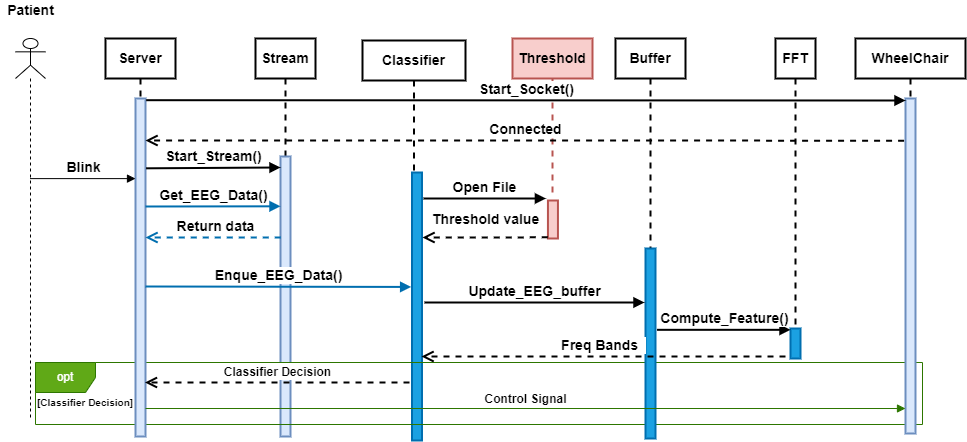 Patient
Server
Stream
Classifier
Threshold
Buffer
FFT
WheelChair
Start_Socket()
Connected
Start_Stream()
Blink
Get_EEG_Data()
Open File
Return data
Threshold value
Enque_EEG_Data()
Update_EEG_buffer
Compute_Feature()
Freq Bands
opt
Classifier Decision
[Classifier Decision]
Control Signal